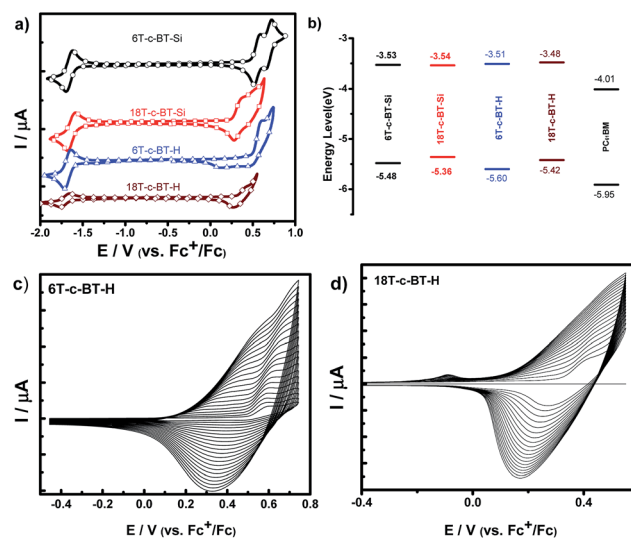 a)
6T-c-BT-Si
18T-c-BT-Si
6T-c-BT-H
18T-c-BT-H
I / μA
-2.0 -1.5 -1.0 -0.5 0.0 0.5 1.0
E / V (vs. Fc+/Fc)
b)
Energy Level(eV)
-3
-4
-5
-6
-3.53 -3.54 -3.51 -3.48
-4.01
6T-c-BT-Si
18T-c-BT-Si
6T-c-BT-H
18T-c-BT-H
PC61BM
-5.48 -5.36 -5.60 -5.42
-5.95
c)
6T-c-BT-H
I / μA
-0.4 -0.2 0.0 0.2 0.4 0.6 0.8
E / V (vs. Fc+/Fc)
d)
18T-c-BT-H
I / μA
-0.4 0.0 0.4
E / V (vs. Fc+/Fc)